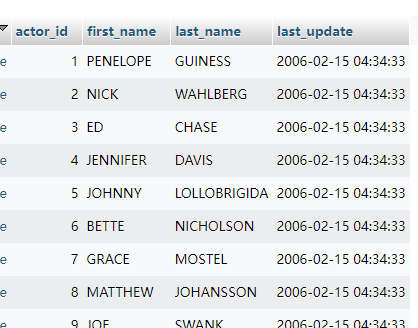 actor_id first_name last_name last_update
e 1 PENELOPE GUINESS 2006-02-15 04:34:33
e 2 NICK WAHLBERG 2006-02-15 04:34:33
e 3 ED CHASE 2006-02-15 04:34:33
e 4 JENNIFER DAVIS 2006-02-15 04:34:33
e 5 JOHNNY LOLLOBRIGIDA 2006-02-15 04:34:33
e 6 BETTE NICHOLSON 2006-02-15 04:34:33
e 7 GRACE MOSTEL 2006-02-15 04:34:33
e 8 MATTHEW JOHANSSON 2006-02-15 04:34:33
e 9 JOE SWANK 2006-02-15 04:34:33